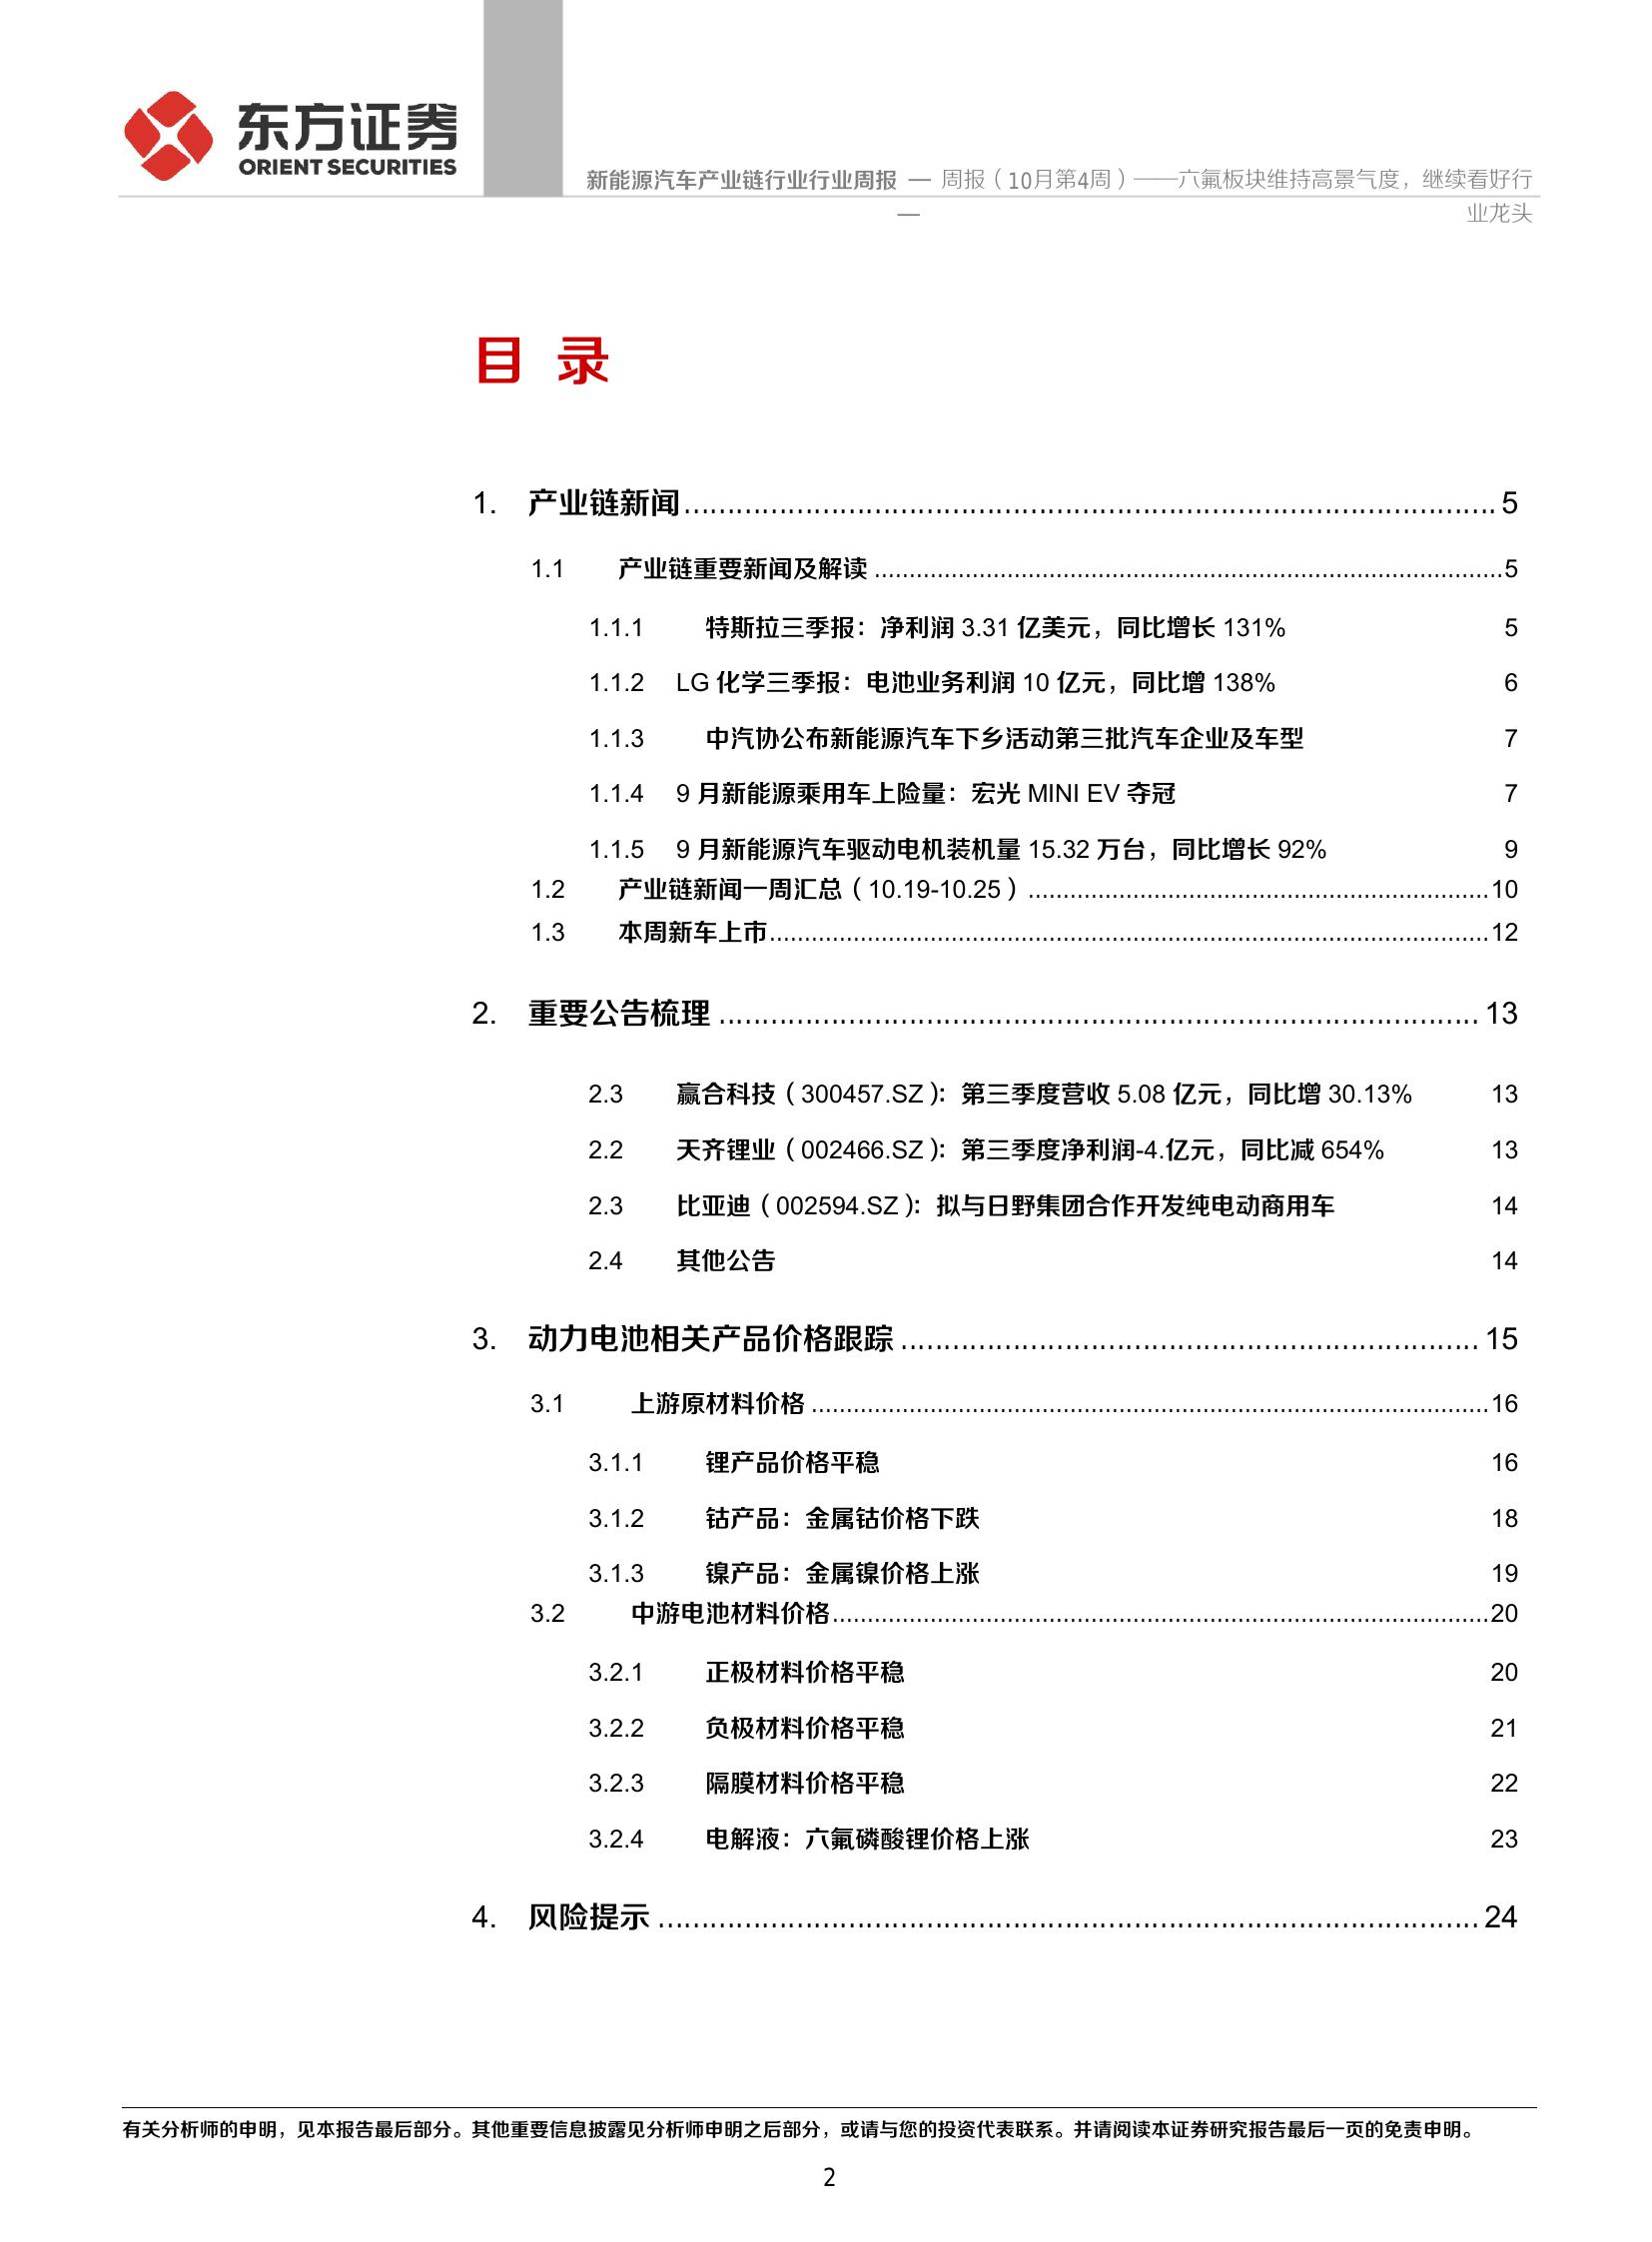 东方证券
ORIENT SECURITIES
新能源汽车产业链行业行业周报 — 周报（10月第4周）——六氟板块维持高景气度，继续看好行
— 业龙头
目 录
1. 产业链新闻 5
1.1 产业链重要新闻及解读 5
1.1.1 特斯拉三季报：净利润 3.31 亿美元，同比增长 131% 5
1.1.2 LG 化学三季报：电池业务利润 10 亿元，同比增 138% 6
1.1.3 中汽协公布新能源汽车下乡活动第三批汽车企业及车型 7
1.1.4 9 月新能源乘用车上险量：宏光 MINI EV 夺冠 7
1.1.5 9 月新能源汽车驱动电机装机量 15.32 万台，同比增长 92% 9
1.2 产业链新闻一周汇总（10.19-10.25） 10
1.3 本周新车上市 12
2. 重要公告梳理 13
2.3 赢合科技（300457.SZ）：第三季度营收 5.08 亿元，同比增 30.13% 13
2.2 天齐锂业（002466.SZ）：第三季度净利润-4.亿元，同比减 654% 13
2.3 比亚迪（002594.SZ）：拟与日野集团合作开发纯电动商用车 14
2.4 其他公告 14
3. 动力电池相关产品价格跟踪 15
3.1 上游原材料价格 16
3.1.1 锂产品价格平稳 16
3.1.2 钴产品：金属钴价格下跌 18
3.1.3 镍产品：金属镍价格上涨 19
3.2 中游电池材料价格 20
3.2.1 正极材料价格平稳 20
3.2.2 负极材料价格平稳 21
3.2.3 隔膜材料价格平稳 22
3.2.4 电解液：六氟磷酸锂价格上涨 23
4. 风险提示 24
有关分析师的申明，见本报告最后部分。其他重要信息披露见分析师申明之后部分，或请与您的投资代表联系。并请阅读本证券研究报告最后一页的免责申明。
2